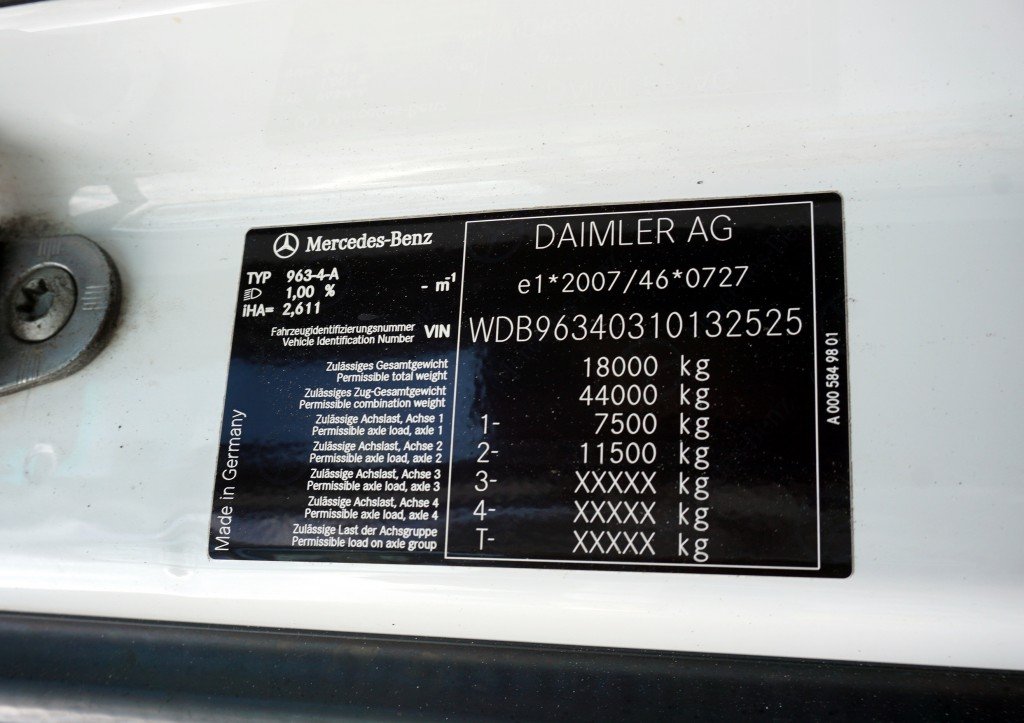 Mercedes-Benz
TYP 963-4-A
1,00 % - m⁻¹
iHA= 2,611
DAIMLER AG
e1*2007/46*0727
Fahrzeugidentifizierungsnummer
Vehicle Identification Number
VIN WDB96340310132525
Zulässiges Gesamtgewicht
Permissible total weight
18000 kg
Zulässiges Zug-Gesamtgewicht
Permissible combination weight
44000 kg
Zulässige Achslast, Achse 1
Permissible axle load, axle 1
1- 7500 kg
Zulässige Achslast, Achse 2
Permissible axle load, axle 2
2- 11500 kg
Zulässige Achslast, Achse 3
Permissible axle load, axle 3
3- XXXXX kg
Zulässige Achslast, Achse 4
Permissible axle load, axle 4
4- XXXXX kg
Zulässige Last der Achsgruppe
Permissible load on axle group
T- XXXXX kg
Made in Germany
A 000 584 98 01